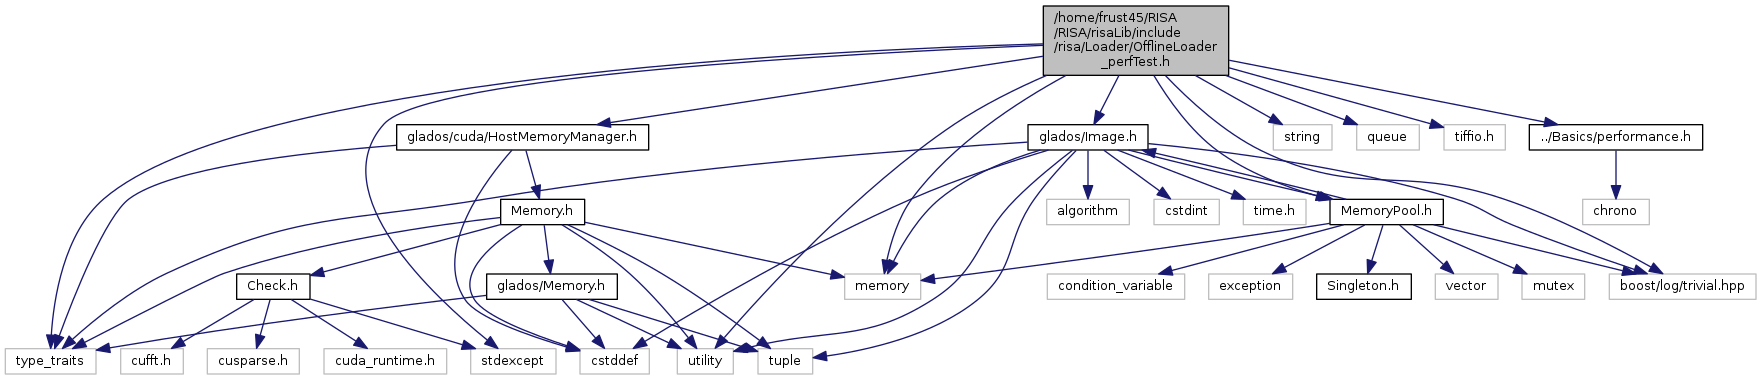 /home/frust45/RISA
/RISA/risaLib/include
/risa/Loader/OfflineLoader
_perfTest.h
glados/cuda/HostMemoryManager.h
glados/Image.h
string
queue
tiffio.h
../Basics/performance.h
Memory.h
algorithm
cstdint
time.h
MemoryPool.h
chrono
Check.h
glados/Memory.h
memory
condition_variable
exception
Singleton.h
vector
mutex
boost/log/trivial.hpp
type_traits
cufft.h
cusparse.h
cuda_runtime.h
stdexcept
cstddef
utility
tuple